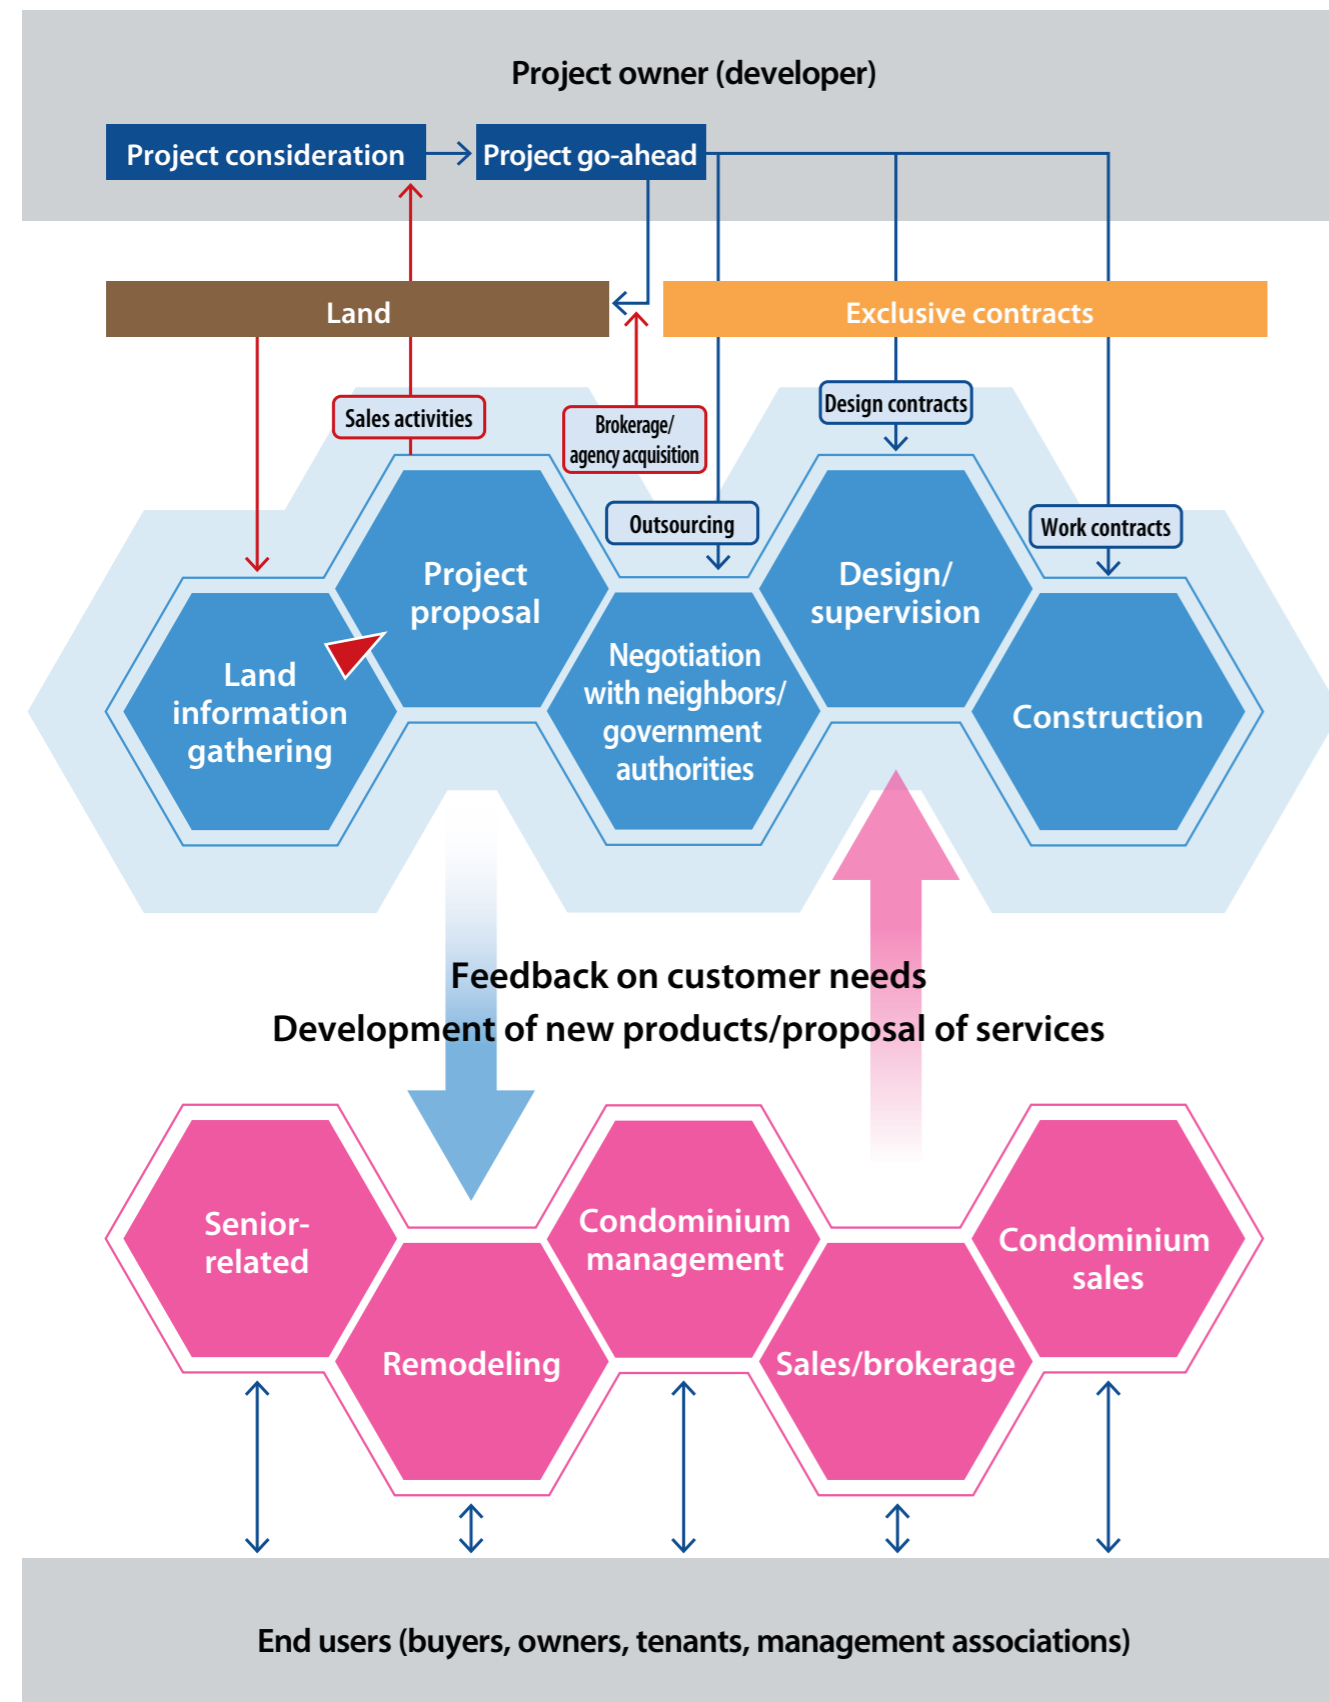 Project owner (developer)
Project consideration
Project go-ahead
Land
Exclusive contracts
Sales activities
Brokerage/
agency acquisition
Design contracts
Outsourcing
Work contracts
Land
information
gathering
Project
proposal
Negotiation
with neighbors/
government
authorities
Design/
supervision
Construction
Feedback on customer needs
Development of new products/proposal of services
Senior-
related
Remodeling
Condominium
management
Sales/brokerage
Condominium
sales
End users (buyers, owners, tenants, management associations)